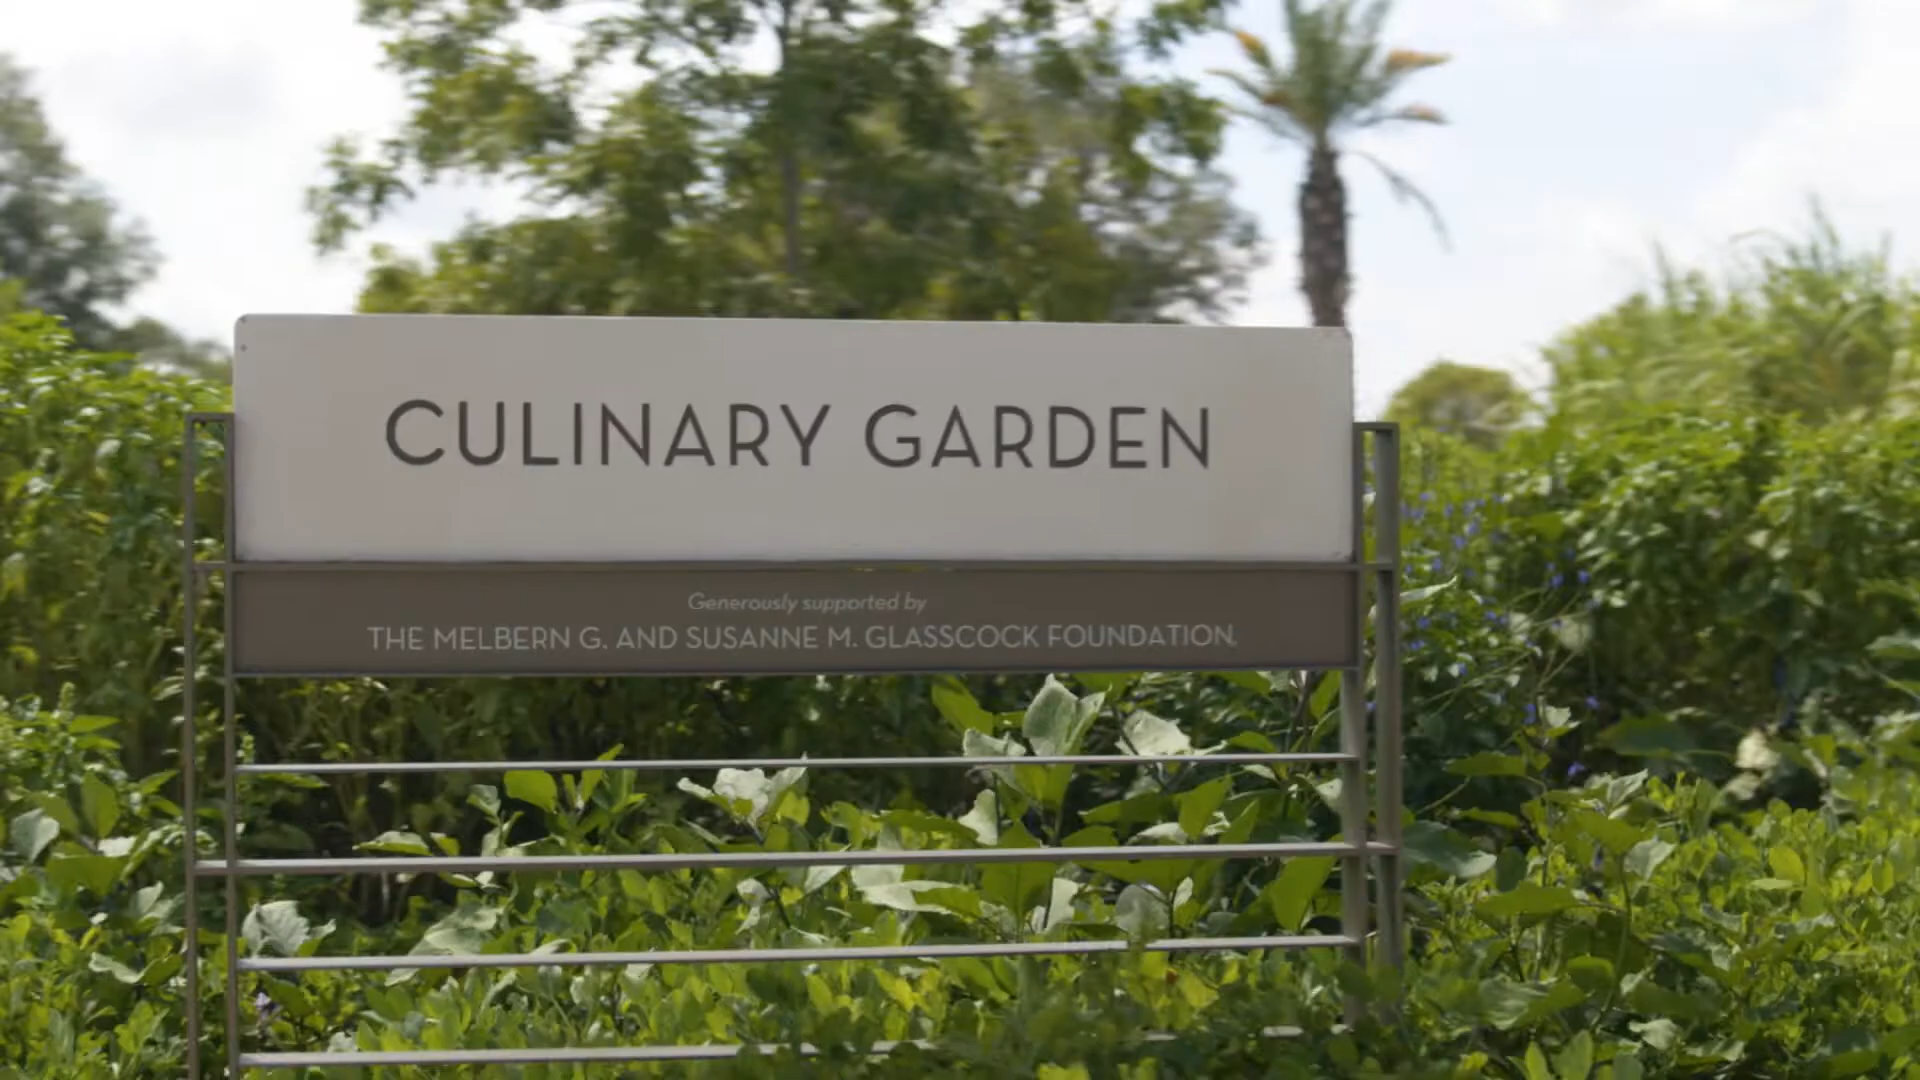 CULINARY GARDEN
Generously supported by
THE MELBERN G. AND SUSANNE M. GLASSCOCK FOUNDATION.